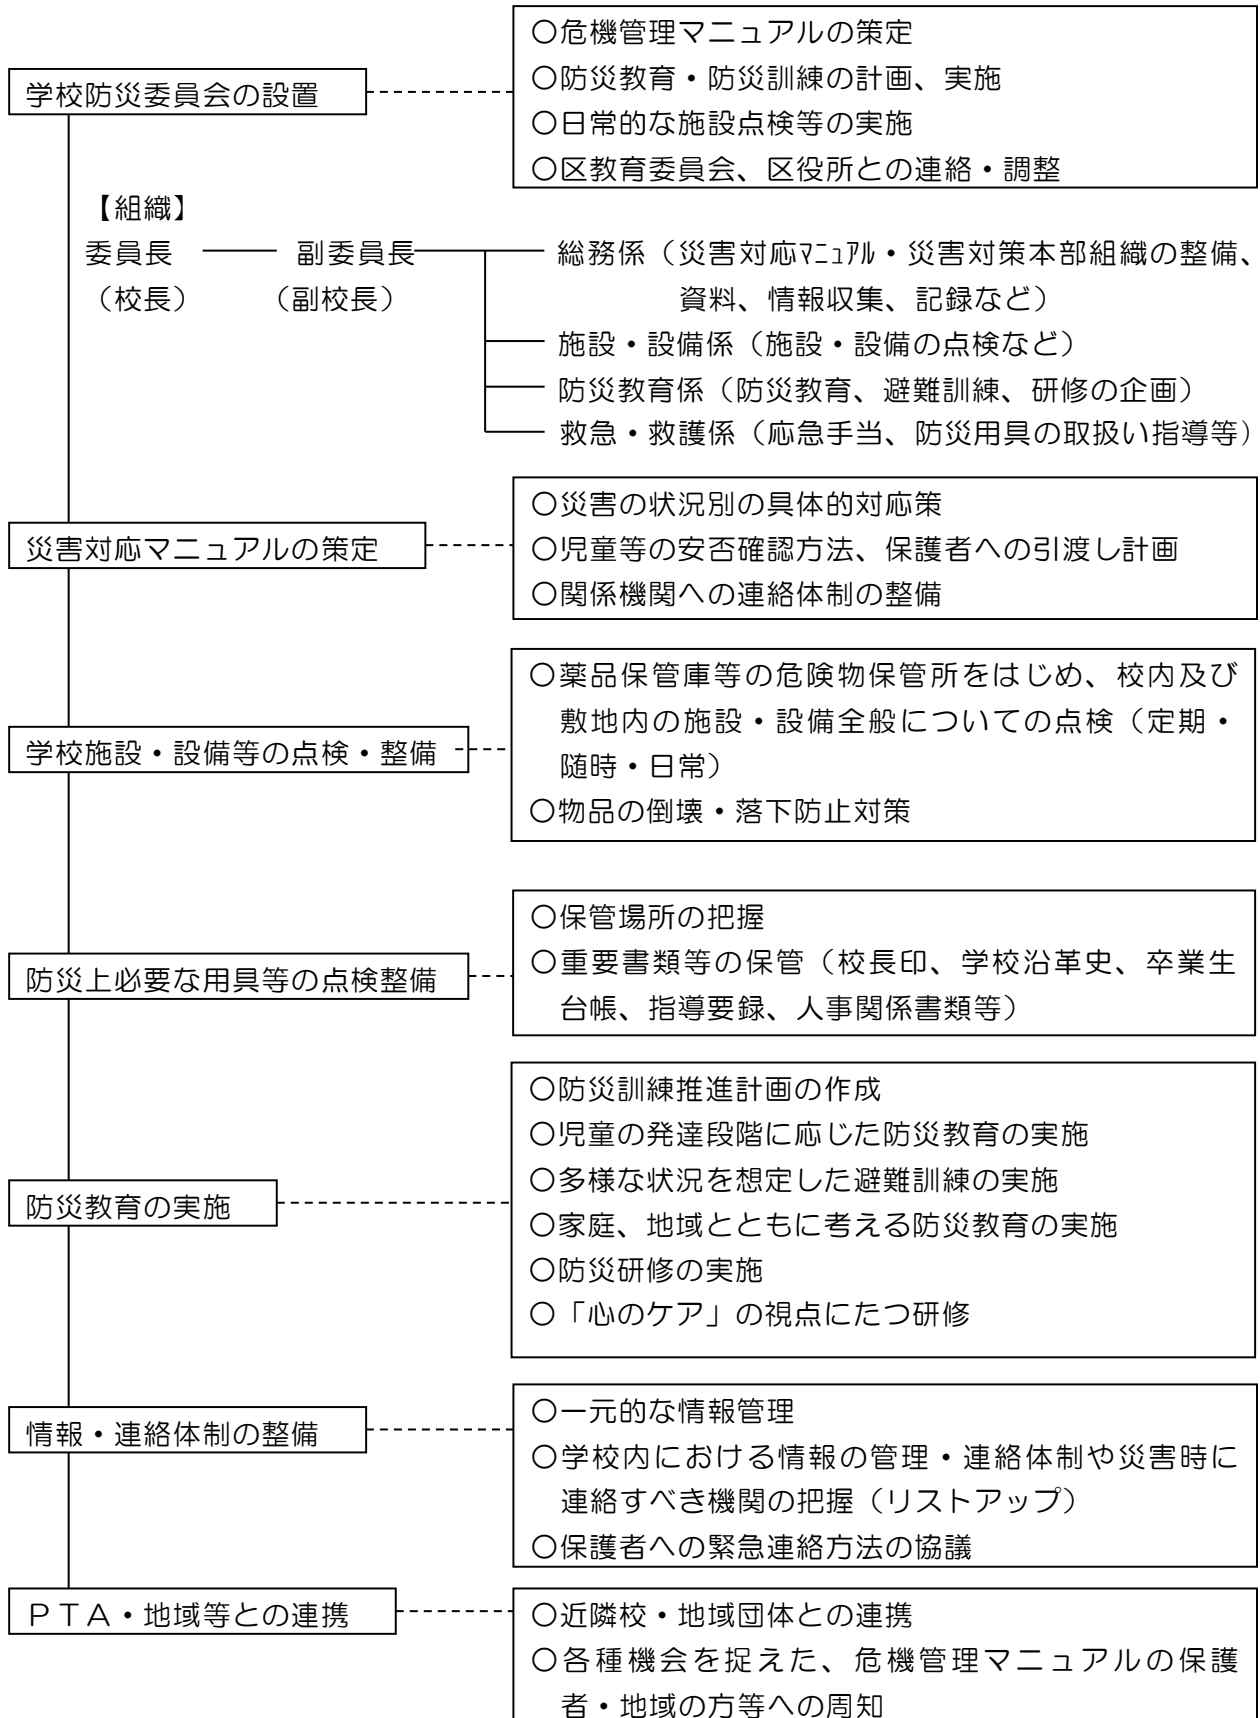 学校防災委員会の設置
〇危機管理マニュアルの策定
〇防災教育・防災訓練の計画、実施
〇日常的な施設点検等の実施
〇区教育委員会、区役所との連絡・調整
【組織】
委員長 副委員長 総務係（災害対応ﾏﾆｭｱﾙ・災害対策本部組織の整備、
（校長） （副校長） 資料、情報収集、記録など）
施設・設備係（施設・設備の点検など）
防災教育係（防災教育、避難訓練、研修の企画）
救急・救護係（応急手当、防災用具の取扱い指導等）
災害対応マニュアルの策定
〇災害の状況別の具体的対応策
〇児童等の安否確認方法、保護者への引渡し計画
〇関係機関への連絡体制の整備
学校施設・設備等の点検・整備
〇薬品保管庫等の危険物保管所をはじめ、校内及び
敷地内の施設・設備全般についての点検（定期・
随時・日常）
〇物品の倒壊・落下防止対策
防災上必要な用具等の点検整備
〇保管場所の把握
〇重要書類等の保管（校長印、学校沿革史、卒業生
台帳、指導要録、人事関係書類等）
防災教育の実施
〇防災訓練推進計画の作成
〇児童の発達段階に応じた防災教育の実施
〇多様な状況を想定した避難訓練の実施
〇家庭、地域とともに考える防災教育の実施
〇防災研修の実施
〇「心のケア」の視点にたつ研修
情報・連絡体制の整備
〇一元的な情報管理
〇学校内における情報の管理・連絡体制や災害時に
連絡すべき機関の把握（リストアップ）
〇保護者への緊急連絡方法の協議
ＰＴＡ・地域等との連携
〇近隣校・地域団体との連携
〇各種機会を捉えた、危機管理マニュアルの保護
者・地域の方等への周知